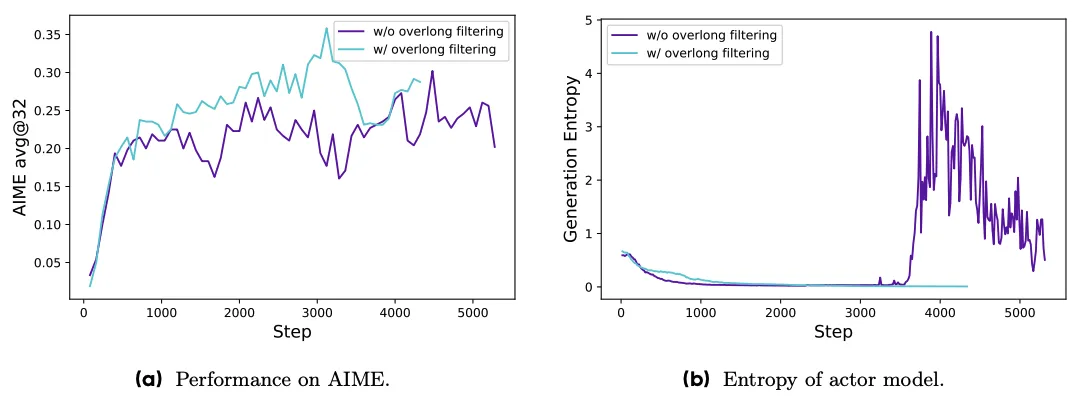 w/o overlong filtering
w/ overlong filtering
AIME avg@32
0.35
0.30
0.25
0.20
0.15
0.10
0.05
0
1000
2000
3000
4000
5000
Step
(a) Performance on AIME.
w/o overlong filtering
w/ overlong filtering
Generation Entropy
5
4
3
2
1
0
0
1000
2000
3000
4000
5000
Step
(b) Entropy of actor model.